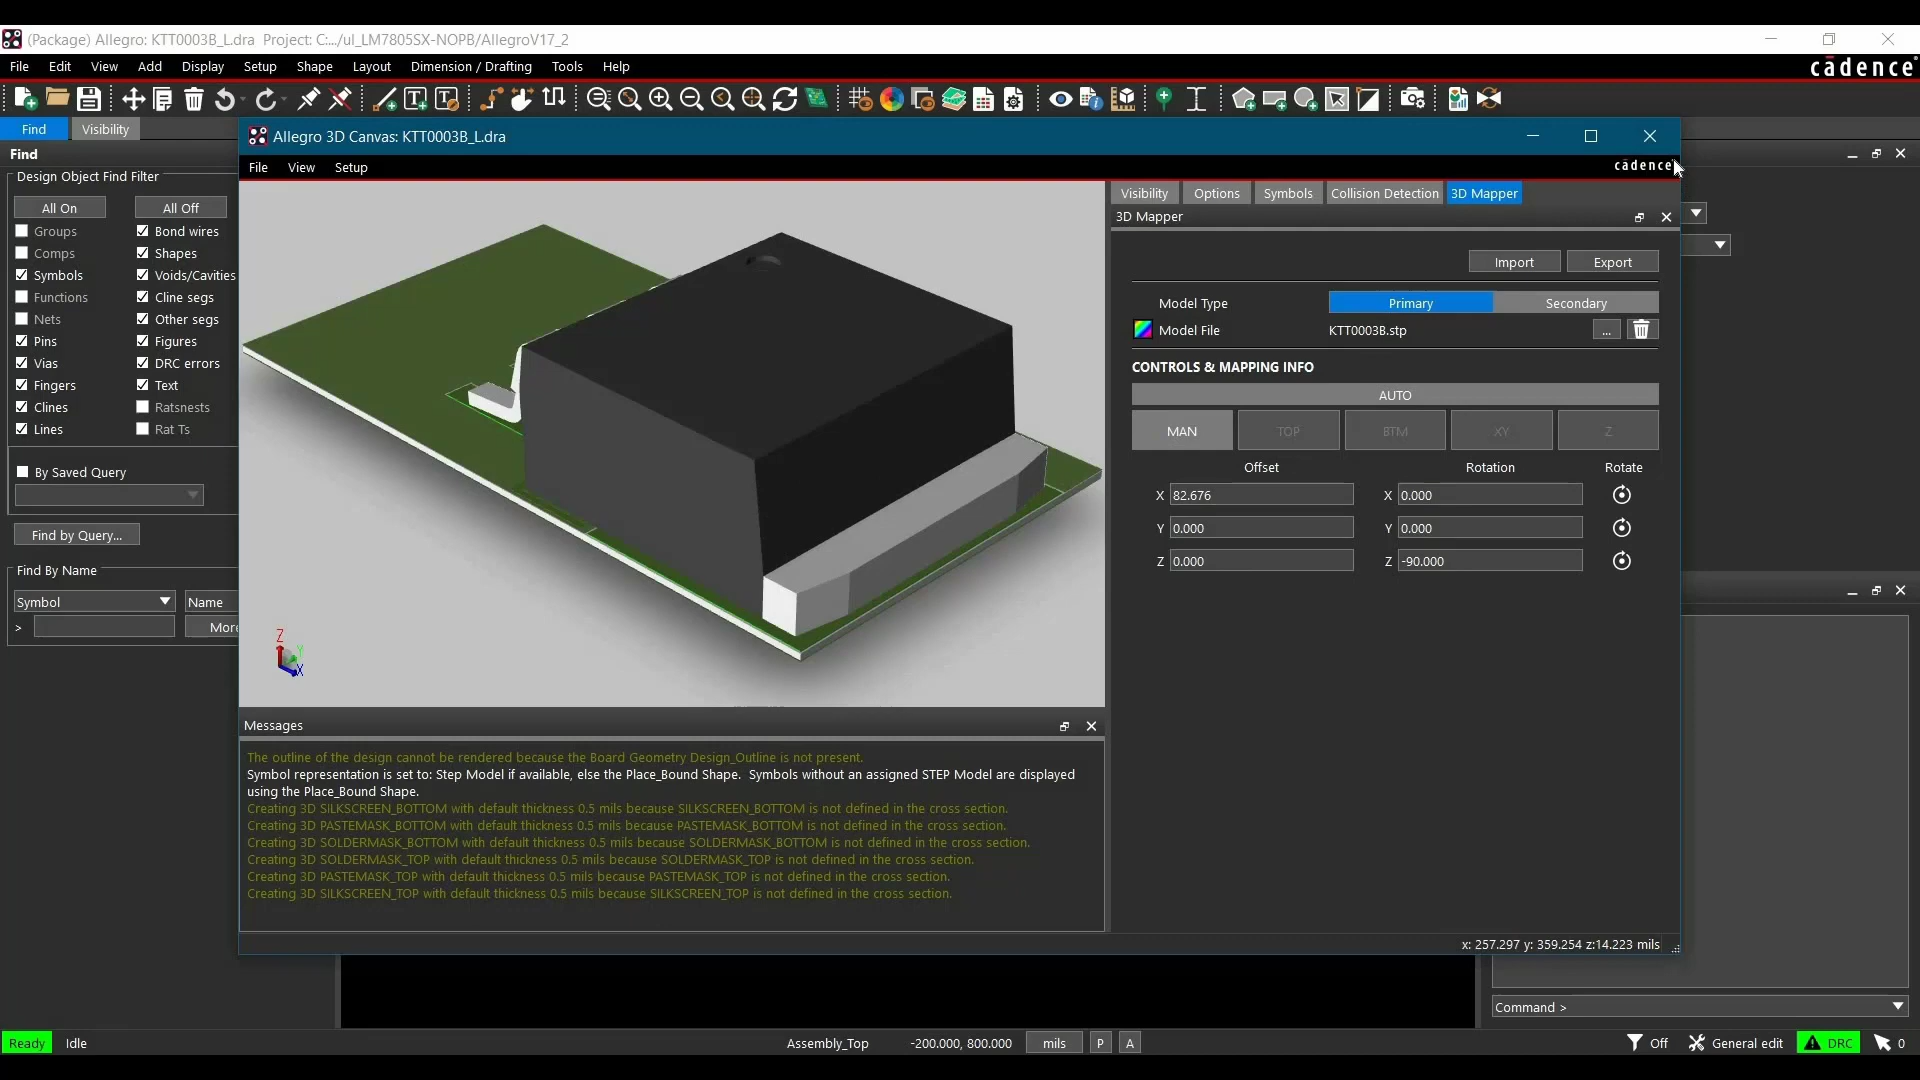 (Package) Allegro: KTT0003B_L.dra  Project: C:.../ul_LM7805SX-NOPB/AllegroV17_2
File Edit View Add Display Setup Shape Layout Dimension / Drafting Tools Help
cādence
Find Visibility
Allegro 3D Canvas: KTT0003B_L.dra
Find
File View Setup
cādence
Design Object Find Filter
All On All Off
Groups Bond wires
Comps Shapes
Symbols Voids/Cavities
Functions Cline segs
Nets Other segs
Pins Figures
Vias DRC errors
Fingers Text
Clines Ratsnests
Lines Rat Ts
By Saved Query
Find by Query...
Find By Name
Symbol Name
> More
Z
Y
X
Visibility Options Symbols Collision Detection 3D Mapper
3D Mapper
Import Export
Model Type Primary Secondary
Model File KTT0003B.stp ...
CONTROLS & MAPPING INFO
AUTO
MAN TOP BTM XY Z
Offset Rotation Rotate
X 82.676 X 0.000
Y 0.000 Y 0.000
Z 0.000 Z -90.000
Messages
The outline of the design cannot be rendered because the Board Geometry Design_Outline is not present.
Symbol representation is set to: Step Model if available, else the Place_Bound Shape.  Symbols without an assigned STEP Model are displayed
using the Place_Bound Shape.
Creating 3D SILKSCREEN_BOTTOM with default thickness 0.5 mils because SILKSCREEN_BOTTOM is not defined in the cross section.
Creating 3D PASTEMASK_BOTTOM with default thickness 0.5 mils because PASTEMASK_BOTTOM is not defined in the cross section.
Creating 3D SOLDERMASK_BOTTOM with default thickness 0.5 mils because SOLDERMASK_BOTTOM is not defined in the cross section.
Creating 3D SOLDERMASK_TOP with default thickness 0.5 mils because SOLDERMASK_TOP is not defined in the cross section.
Creating 3D PASTEMASK_TOP with default thickness 0.5 mils because PASTEMASK_TOP is not defined in the cross section.
Creating 3D SILKSCREEN_TOP with default thickness 0.5 mils because SILKSCREEN_TOP is not defined in the cross section.
x: 257.297 y: 359.254 z:14.223 mils
Command >
Ready Idle Assembly_Top -200.000, 800.000 mils P A Off General edit DRC 0